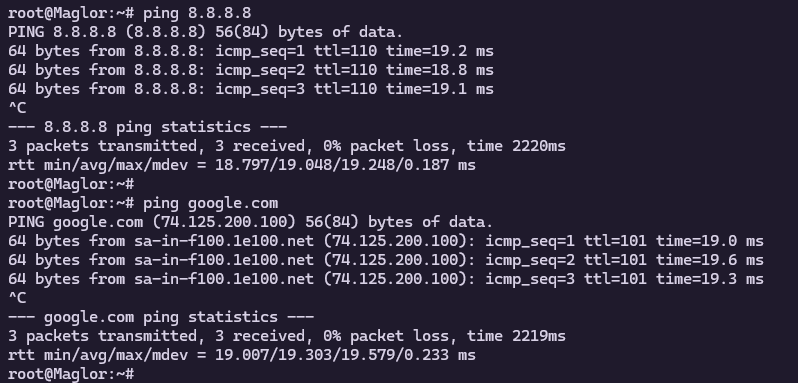 root@Maglor:~# ping 8.8.8.8
PING 8.8.8.8 (8.8.8.8) 56(84) bytes of data.
64 bytes from 8.8.8.8: icmp_seq=1 ttl=110 time=19.2 ms
64 bytes from 8.8.8.8: icmp_seq=2 ttl=110 time=18.8 ms
64 bytes from 8.8.8.8: icmp_seq=3 ttl=110 time=19.1 ms
^C
--- 8.8.8.8 ping statistics ---
3 packets transmitted, 3 received, 0% packet loss, time 2220ms
rtt min/avg/max/mdev = 18.797/19.048/19.248/0.187 ms
root@Maglor:~#
root@Maglor:~# ping google.com
PING google.com (74.125.200.100) 56(84) bytes of data.
64 bytes from sa-in-f100.1e100.net (74.125.200.100): icmp_seq=1 ttl=101 time=19.0 ms
64 bytes from sa-in-f100.1e100.net (74.125.200.100): icmp_seq=2 ttl=101 time=19.6 ms
64 bytes from sa-in-f100.1e100.net (74.125.200.100): icmp_seq=3 ttl=101 time=19.3 ms
^C
--- google.com ping statistics ---
3 packets transmitted, 3 received, 0% packet loss, time 2219ms
rtt min/avg/max/mdev = 19.007/19.303/19.579/0.233 ms
root@Maglor:~#